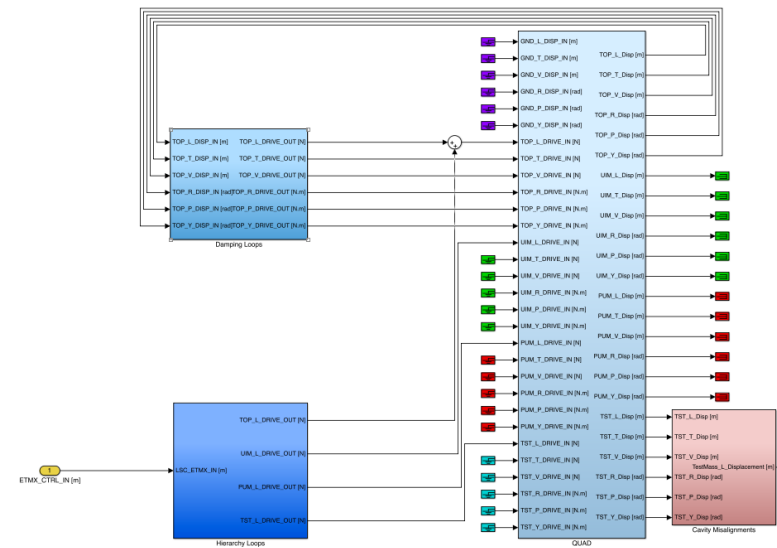 GND_L_DISP_IN [m]
GND_T_DISP_IN [m]
GND_V_DISP_IN [m]
GND_R_DISP_IN [rad]
GND_P_DISP_IN [rad]
GND_Y_DISP_IN [rad]
TOP_L_DRIVE_IN [N]
TOP_T_DRIVE_IN [N]
TOP_V_DRIVE_IN [N]
TOP_R_DRIVE_IN [N.m]
TOP_P_DRIVE_IN [N.m]
TOP_Y_DRIVE_IN [N.m]
UIM_L_DRIVE_IN [N]
UIM_T_DRIVE_IN [N]
UIM_V_DRIVE_IN [N]
UIM_R_DRIVE_IN [N.m]
UIM_P_DRIVE_IN [N.m]
UIM_Y_DRIVE_IN [N.m]
PUM_L_DRIVE_IN [N]
PUM_T_DRIVE_IN [N]
PUM_V_DRIVE_IN [N]
PUM_R_DRIVE_IN [N.m]
PUM_P_DRIVE_IN [N.m]
PUM_Y_DRIVE_IN [N.m]
TST_L_DRIVE_IN [N]
TST_T_DRIVE_IN [N]
TST_V_DRIVE_IN [N]
TST_R_DRIVE_IN [N.m]
TST_P_DRIVE_IN [N.m]
TST_Y_DRIVE_IN [N.m]
TOP_L_Disp [m]
TOP_T_Disp [m]
TOP_V_Disp [m]
TOP_R_Disp [rad]
TOP_P_Disp [rad]
TOP_Y_Disp [rad]
UIM_L_Disp [m]
UIM_T_Disp [m]
UIM_V_Disp [m]
UIM_R_Disp [rad]
UIM_P_Disp [rad]
UIM_Y_Disp [rad]
PUM_L_Disp [m]
PUM_T_Disp [m]
PUM_V_Disp [m]
PUM_R_Disp [rad]
PUM_P_Disp [rad]
PUM_Y_Disp [rad]
TST_L_Disp [m]
TST_T_Disp [m]
TST_V_Disp [m]
TST_R_Disp [rad]
TST_P_Disp [rad]
TST_Y_Disp [rad]
QUAD
TOP_L_DISP_IN [m] TOP_L_DRIVE_OUT [N]
TOP_T_DISP_IN [m] TOP_T_DRIVE_OUT [N]
TOP_V_DISP_IN [m] TOP_V_DRIVE_OUT [N]
TOP_R_DISP_IN [rad] TOP_R_DRIVE_OUT [N.m]
TOP_P_DISP_IN [rad] TOP_P_DRIVE_OUT [N.m]
TOP_Y_DISP_IN [rad] TOP_Y_DRIVE_OUT [N.m]
Damping Loops
1
ETMX_CTRL_IN [m]
LSC_ETMX_IN [m]
TOP_L_DRIVE_OUT [N]
UIM_L_DRIVE_OUT [N]
PUM_L_DRIVE_OUT [N]
TST_L_DRIVE_OUT [N]
Hierarchy Loops
TST_L_Disp [m]
TST_T_Disp [m]
TST_V_Disp [m]
TestMass_L_Displacement [m]
TST_R_Disp [rad]
TST_P_Disp [rad]
TST_Y_Disp [rad]
Cavity Misalignments